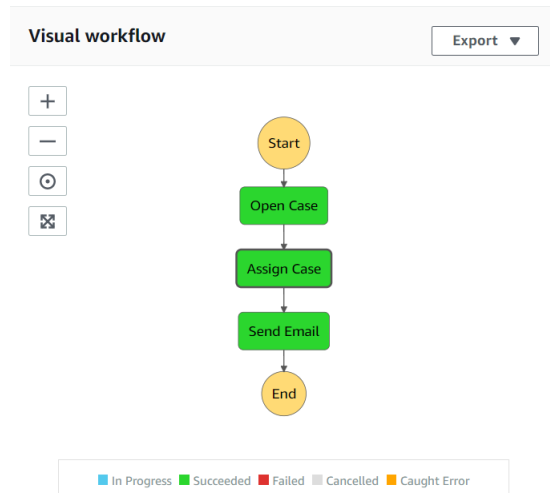 Visual workflow
Export
Start
Open Case
Assign Case
Send Email
End
In Progress Succeeded Failed Cancelled Caught Error